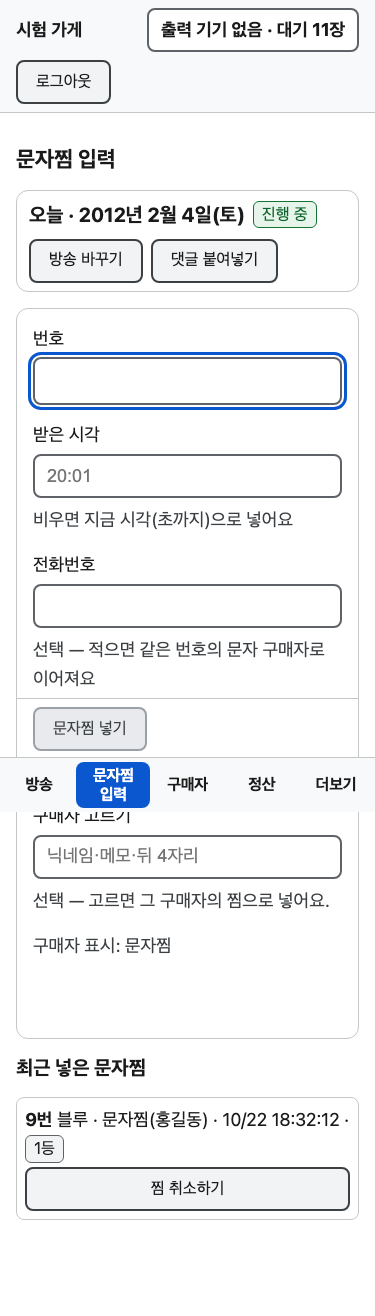 시험 가게
출력 기기 없음 · 대기 11장
로그아웃
문자찜 입력
오늘 · 2012년 2월 4일(토) 진행 중
방송 바꾸기 댓글 붙여넣기
번호
받은 시각
20:01
비우면 지금 시각(초까지)으로 넣어요
전화번호
선택 — 적으면 같은 번호의 문자 구매자로
이어져요
문자찜 넣기
방송 문자찜 입력 구매자 정산 더보기
구매자 고르기
닉네임·메모·뒤 4자리
선택 — 고르면 그 구매자의 찜으로 넣어요.
구매자 표시: 문자찜
최근 넣은 문자찜
9번 블루 · 문자찜(홍길동) · 10/22 18:32:12 ·
1등
찜 취소하기